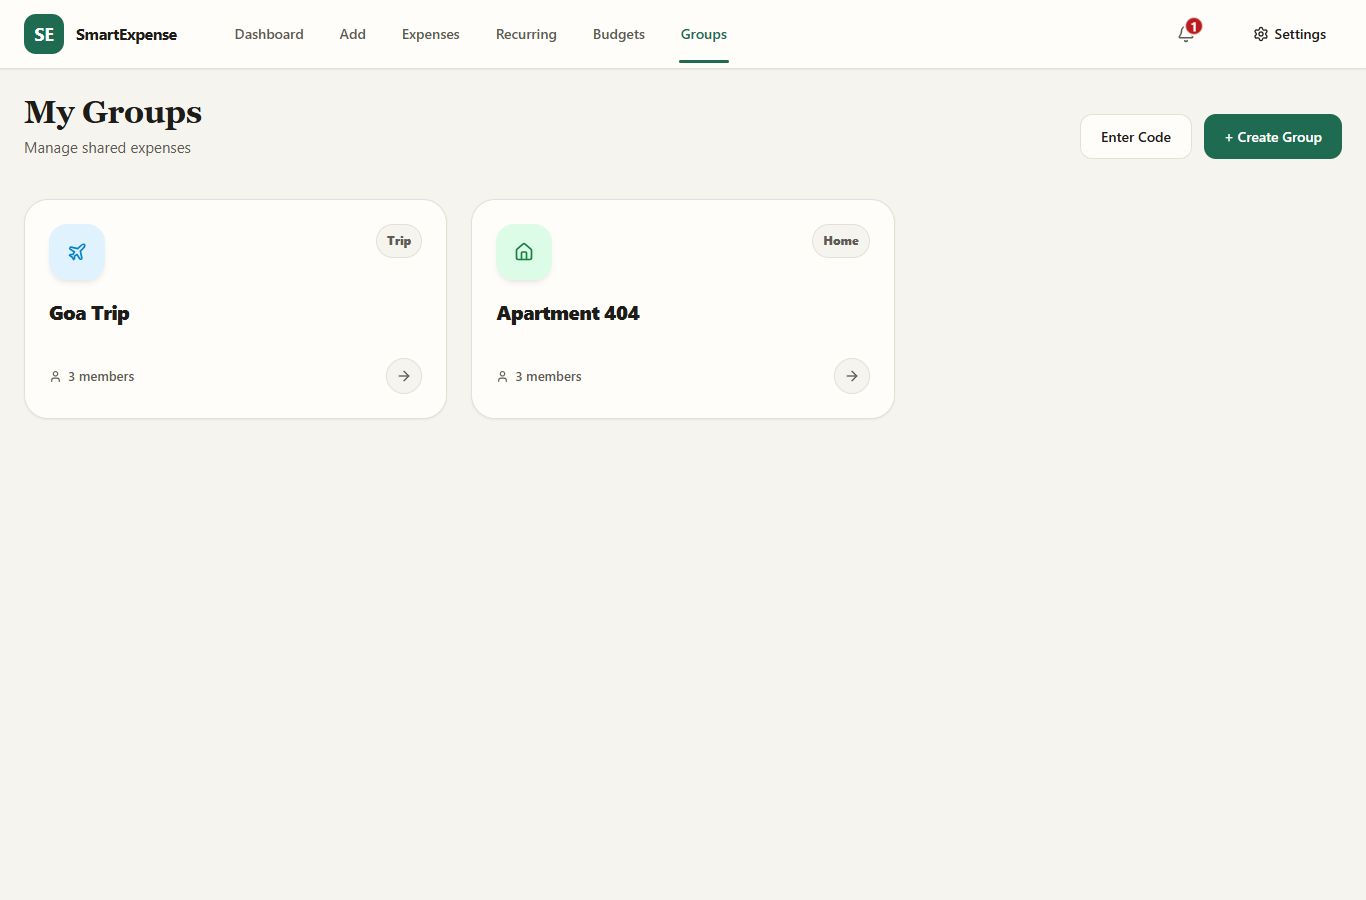 SE SmartExpense Dashboard Add Expenses Recurring Budgets Groups 1 Settings
My Groups
Manage shared expenses
Enter Code + Create Group
Trip
Goa Trip
3 members
Home
Apartment 404
3 members